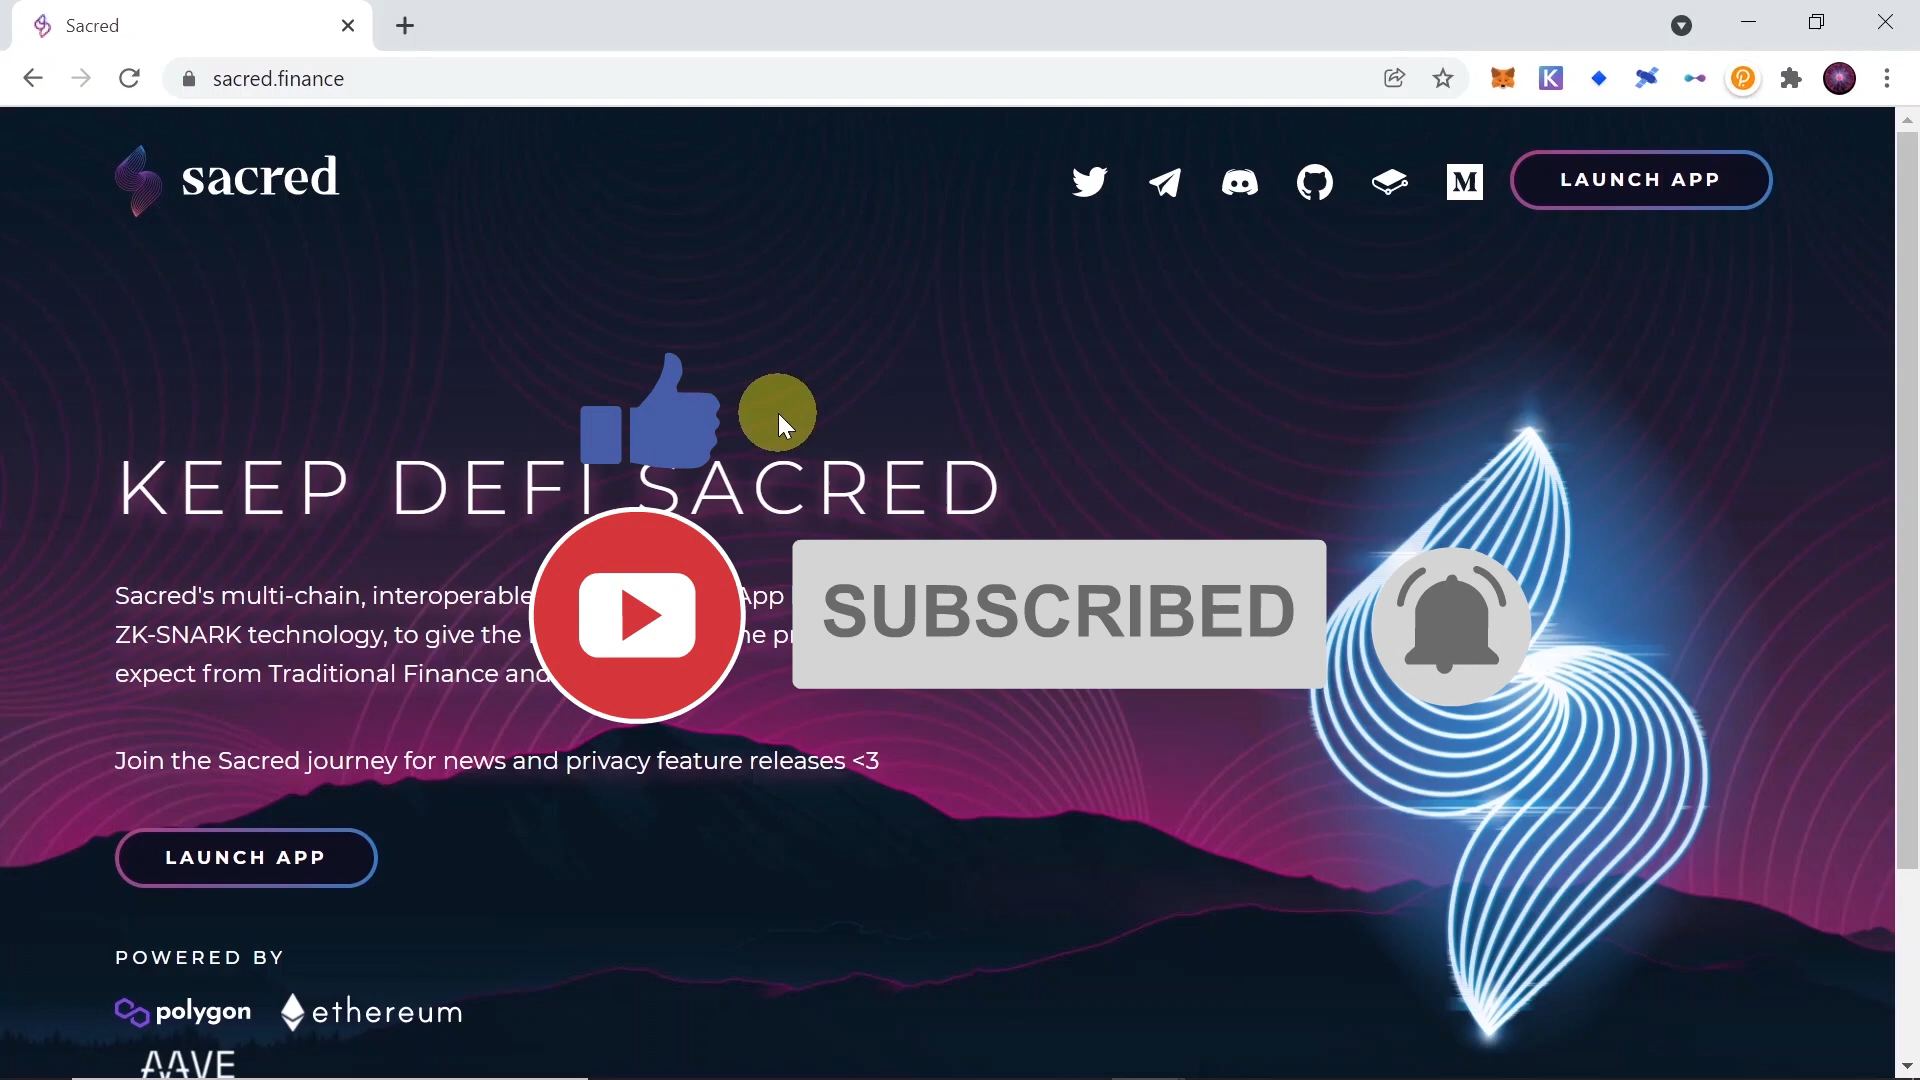 Sacred
sacred.finance
sacred
M
LAUNCH APP
KEEP DEFI SACRED
Sacred's multi-chain, interoperable App
ZK-SNARK technology, to give the
expect from Traditional Finance and
SUBSCRIBED
Join the Sacred journey for news and privacy feature releases <3
LAUNCH APP
POWERED BY
polygon ethereum
AAVE